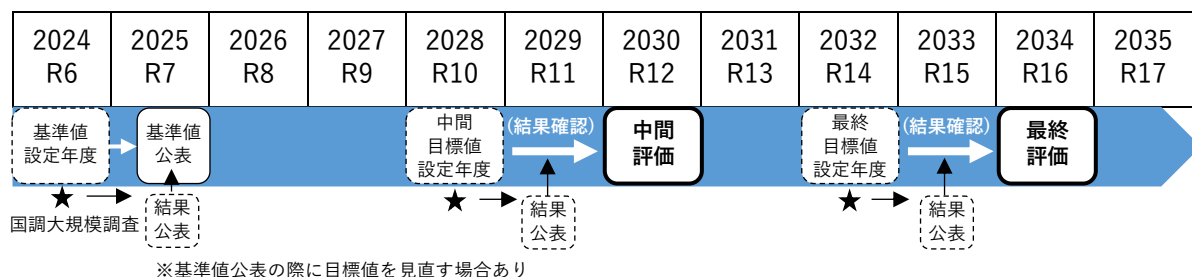 2024 2025 2026 2027 2028 2029 2030 2031 2032 2033 2034 2035
R6 R7 R8 R9 R10 R11 R12 R13 R14 R15 R16 R17
基準値
設定年度
基準値
公表
中間
目標値
設定年度
(結果確認)
中間
評価
最終
目標値
設定年度
(結果確認)
最終
評価
★
国調大規模調査
結果
公表
★
結果
公表
★
結果
公表
※基準値公表の際に目標値を見直す場合あり